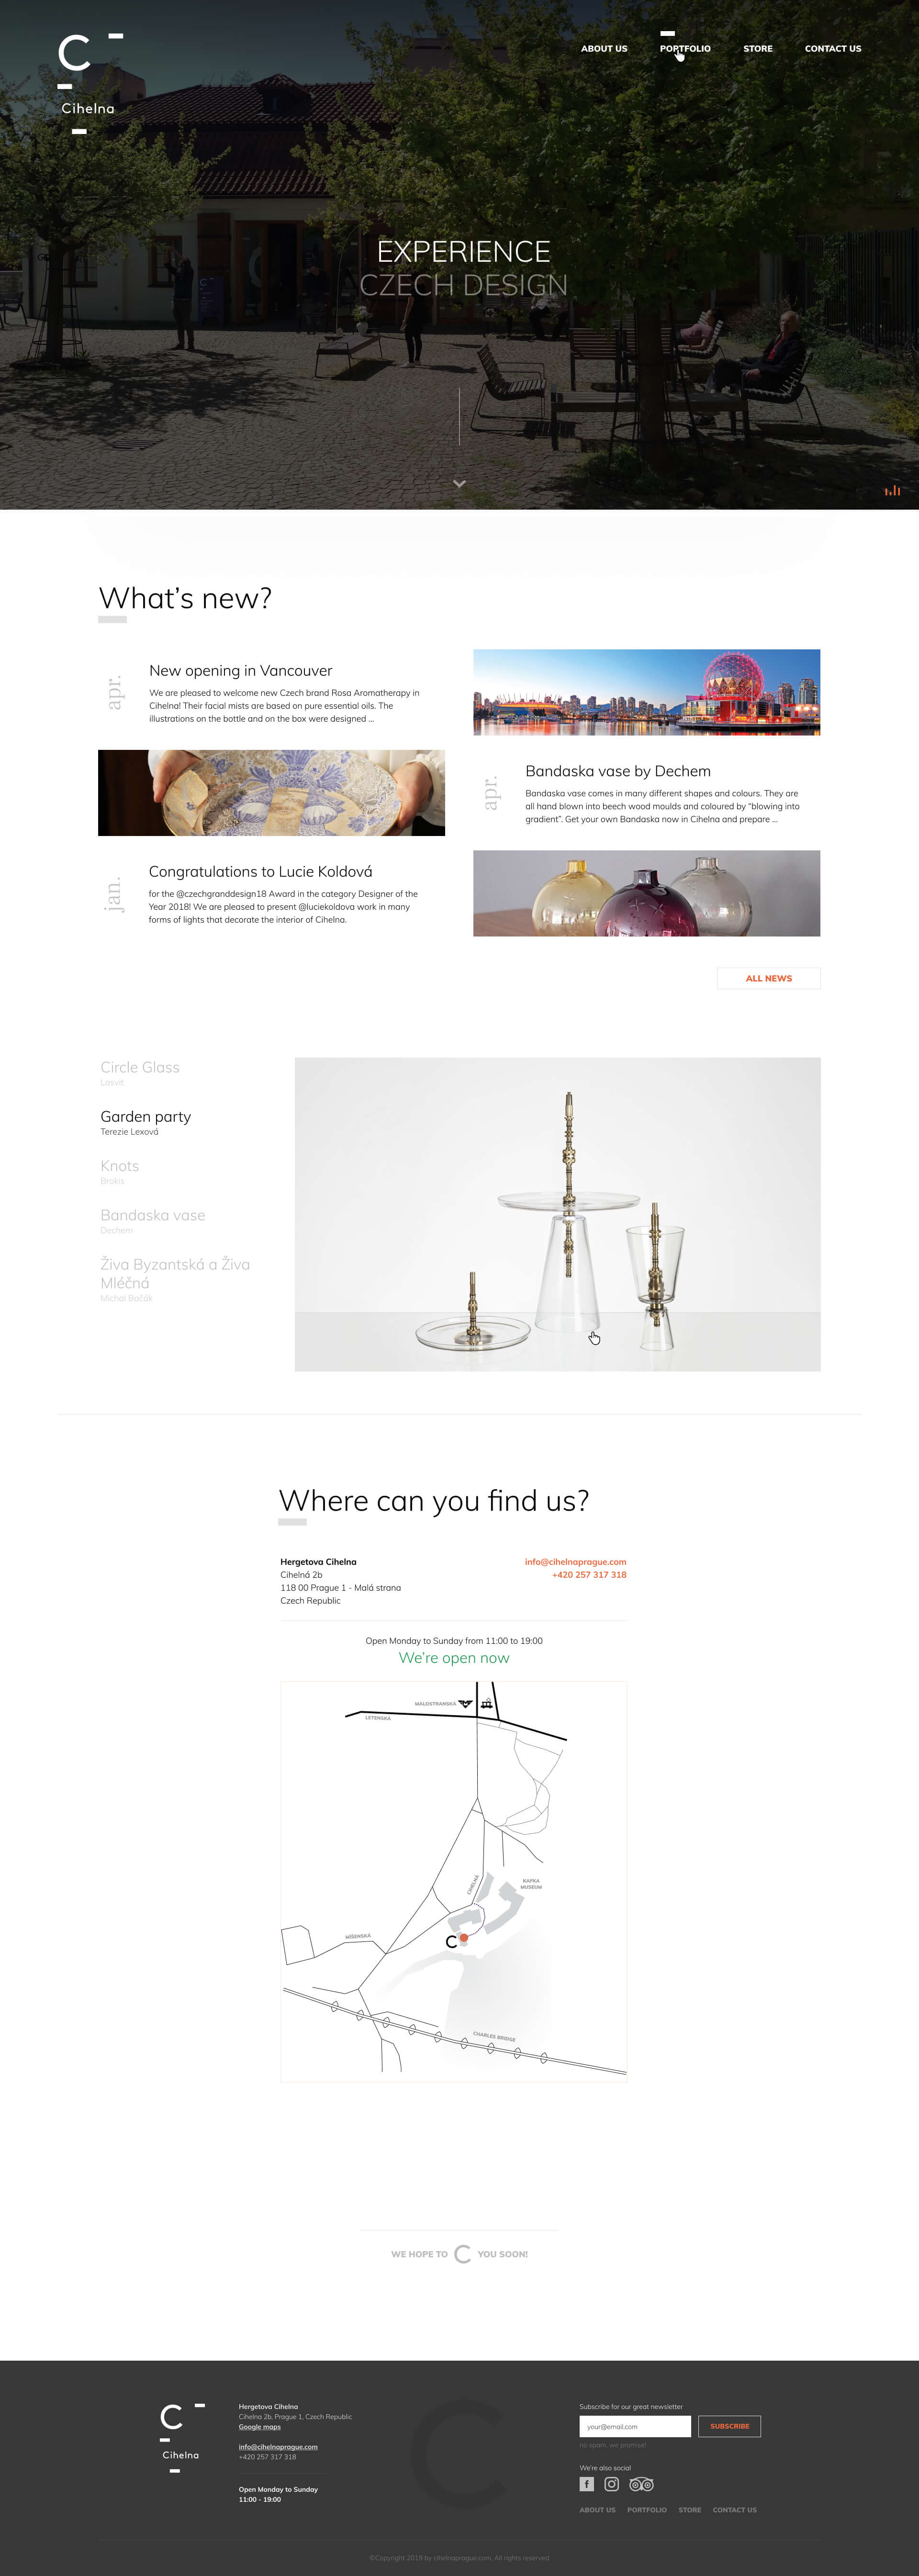 C
Cihelna
ABOUT US
PORTFOLIO
STORE
CONTACT US
EXPERIENCE
CZECH DESIGN
What's new?
apr.
New opening in Vancouver
We are pleased to welcome new Czech brand Rosa Aromatherapy in
Cihelna! Their facial mists are based on pure essential oils. The
illustrations on the bottle and on the box were designed ...
apr.
Bandaska vase by Dechem
Bandaska vase comes in many different shapes and colours. They are
all hand blown into beech wood moulds and coloured by "blowing into
gradient". Get your own Bandaska now in Cihelna and prepare ...
jan.
Congratulations to Lucie Koldová
for the @czechgranddesign18 Award in the category Designer of the
Year 2018! We are pleased to present @luciekoldova work in many
forms of lights that decorate the interior of Cihelna.
ALL NEWS
Circle Glass
Lasvit
Garden party
Terezie Lexová
Knots
Brokis
Bandaska vase
Dechem
Živa Byzantská a Živa
Mléčná
Michal Bačák
Where can you find us?
Hergetova Cihelna
Cihelná 2b
118 00 Prague 1 - Malá strana
Czech Republic
info@cihelnaprague.com
+420 257 317 318
Open Monday to Sunday from 11:00 to 19:00
We're open now
MALOSTRANSKÁ
LETENSKÁ
CIHELNÁ
KAFKA
MUSEUM
C
MÍŠENSKÁ
CHARLES BRIDGE
WE HOPE TO C YOU SOON!
C
Cihelna
Hergetova Cihelna
Cihelna 2b, Prague 1, Czech Republic
Google maps
info@cihelnaprague.com
+420 257 317 318
Open Monday to Sunday
11:00 - 19:00
C
Subscribe for our great newsletter
your@email.com
SUBSCRIBE
no spam, we promise!
We're also social
ABOUT US
PORTFOLIO
STORE
CONTACT US
©Copyright 2019 by cihelnaprague.com, All rights reserved